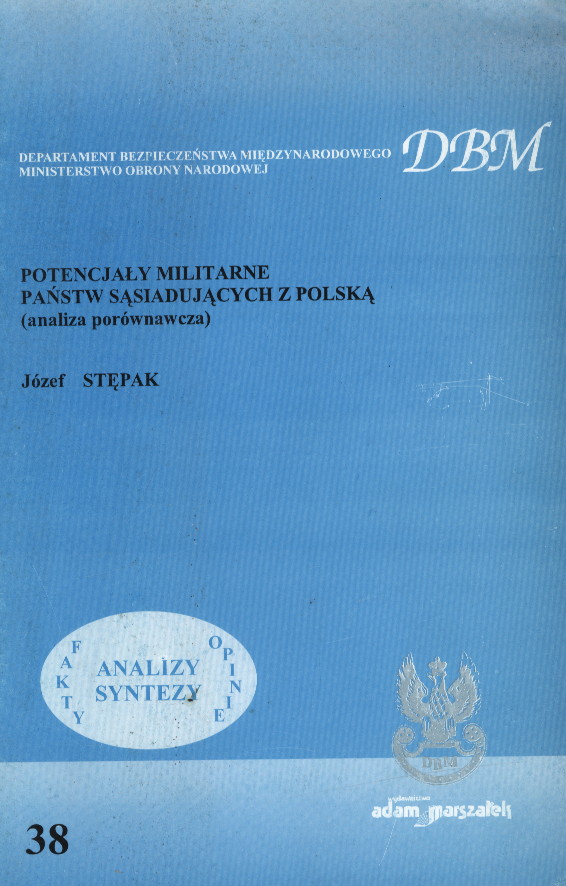 DEPARTAMENT BEZPIECZEŃSTWA MIĘDZYNARODOWEGO
MINISTERSTWO OBRONY NARODOWEJ
DBM
POTENCJAŁY MILITARNE
PAŃSTW SĄSIADUJĄCYCH Z POLSKĄ
(analiza porównawcza)
Józef STĘPAK
FAKTY
ANALIZY
SYNTEZY
OPINIE
DBM
wydawnictwo
adam marszałek
38